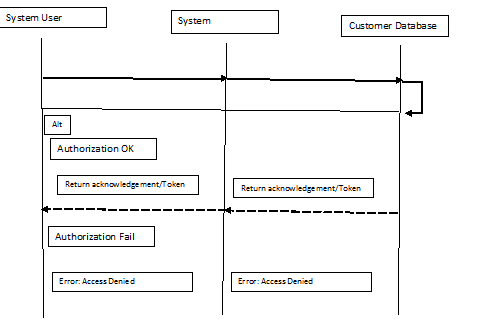 System User
System
Customer Database
Alt
Authorization OK
Return acknowledgement/Token
Return acknowledgement/Token
Authorization Fail
Error: Access Denied
Error: Access Denied